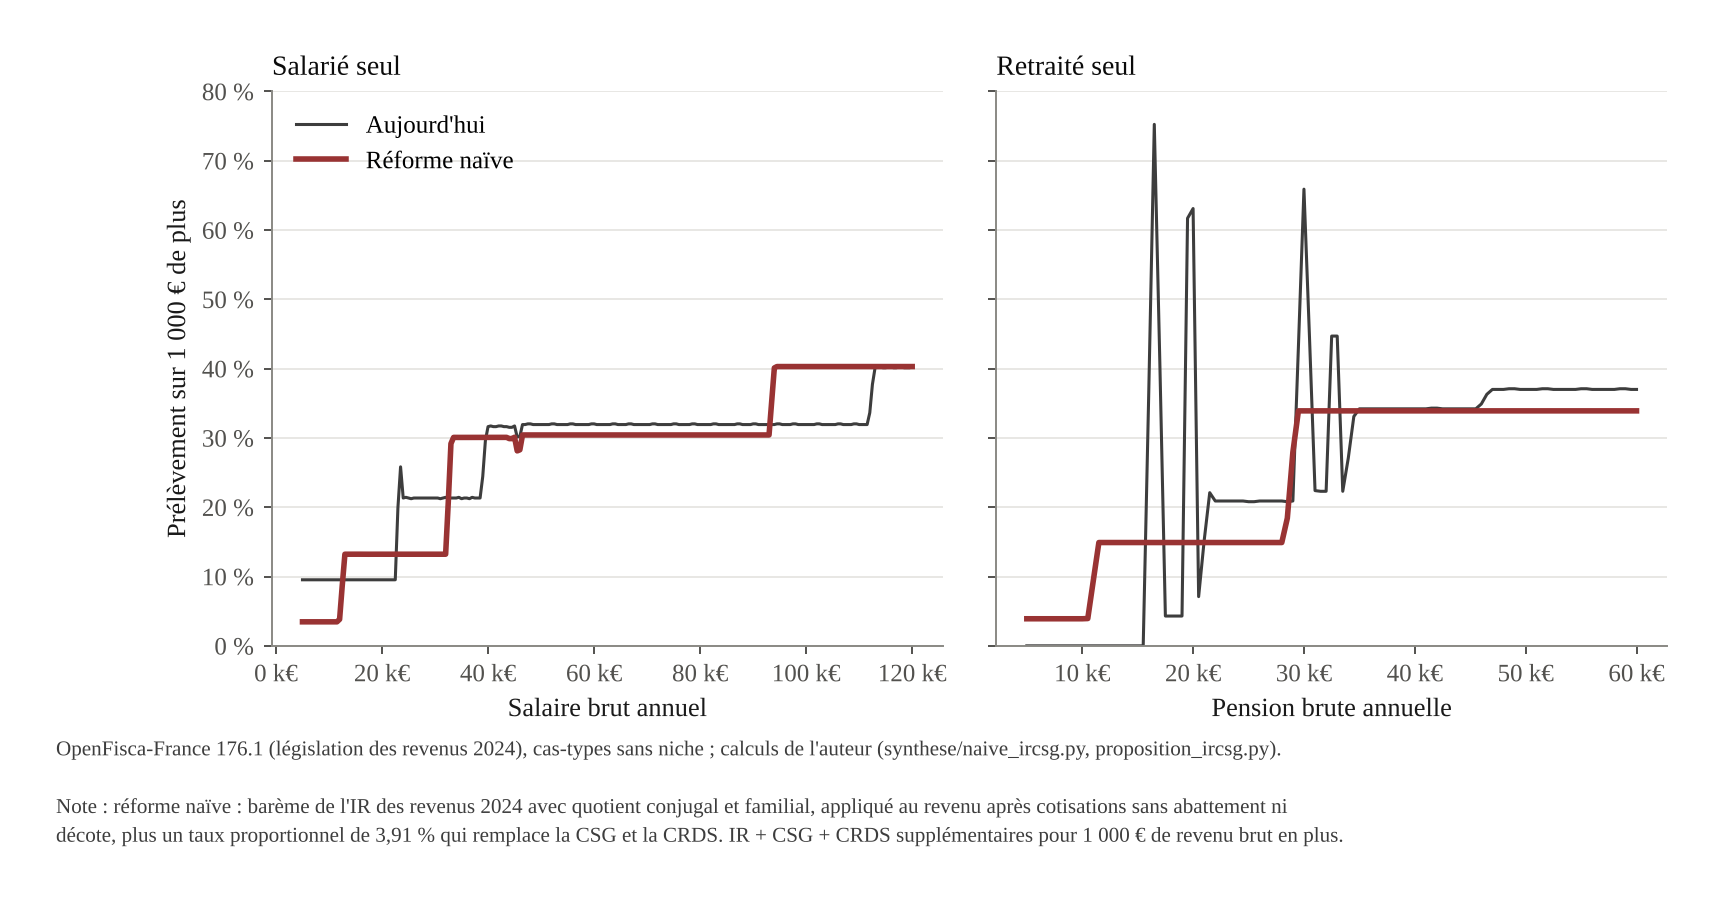 Salarié seul
Retraité seul
80 %
70 %
60 %
50 %
40 %
30 %
20 %
10 %
0 %
Aujourd'hui
Réforme naïve
Prélèvement sur 1 000 € de plus
0 k€ 20 k€ 40 k€ 60 k€ 80 k€ 100 k€ 120 k€
10 k€ 20 k€ 30 k€ 40 k€ 50 k€ 60 k€
Salaire brut annuel
Pension brute annuelle
OpenFisca-France 176.1 (législation des revenus 2024), cas-types sans niche ; calculs de l'auteur (synthese/naive_ircsg.py, proposition_ircsg.py).
Note : réforme naïve : barème de l'IR des revenus 2024 avec quotient conjugal et familial, appliqué au revenu après cotisations sans abattement ni
décote, plus un taux proportionnel de 3,91 % qui remplace la CSG et la CRDS. IR + CSG + CRDS supplémentaires pour 1 000 € de revenu brut en plus.